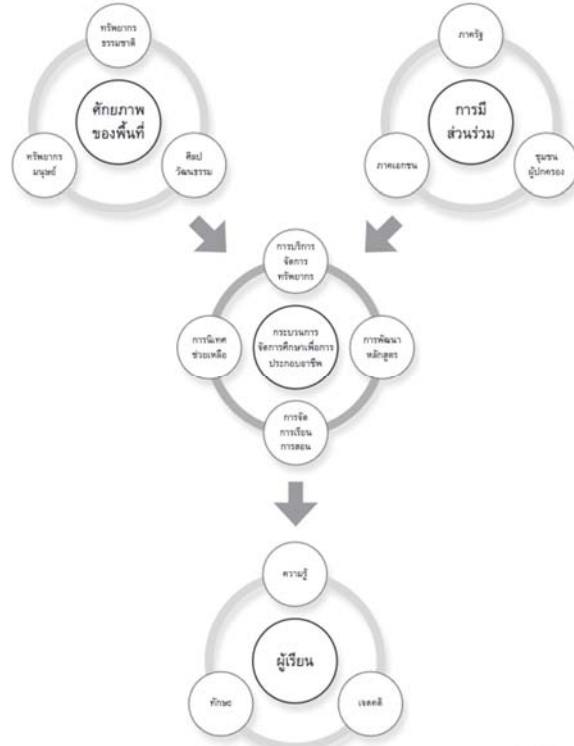 ทรัพยากร
ธรรมชาติ
ศักยภาพ
ของพื้นที่
ทรัพยากร
มนุษย์
ศิลป
วัฒนธรรม
ภาครัฐ
การมี
ส่วนร่วม
ภาคเอกชน
ชุมชน
ผู้ปกครอง
การบริการ
จัดการ
ทรัพยากร
การนิเทศ
ช่วยเหลือ
กระบวนการ
จัดการศึกษาเพื่อการ
ประกอบอาชีพ
การพัฒนา
หลักสูตร
การจัด
การเรียน
การสอน
ความรู้
ผู้เรียน
ทักษะ
เจตคติ